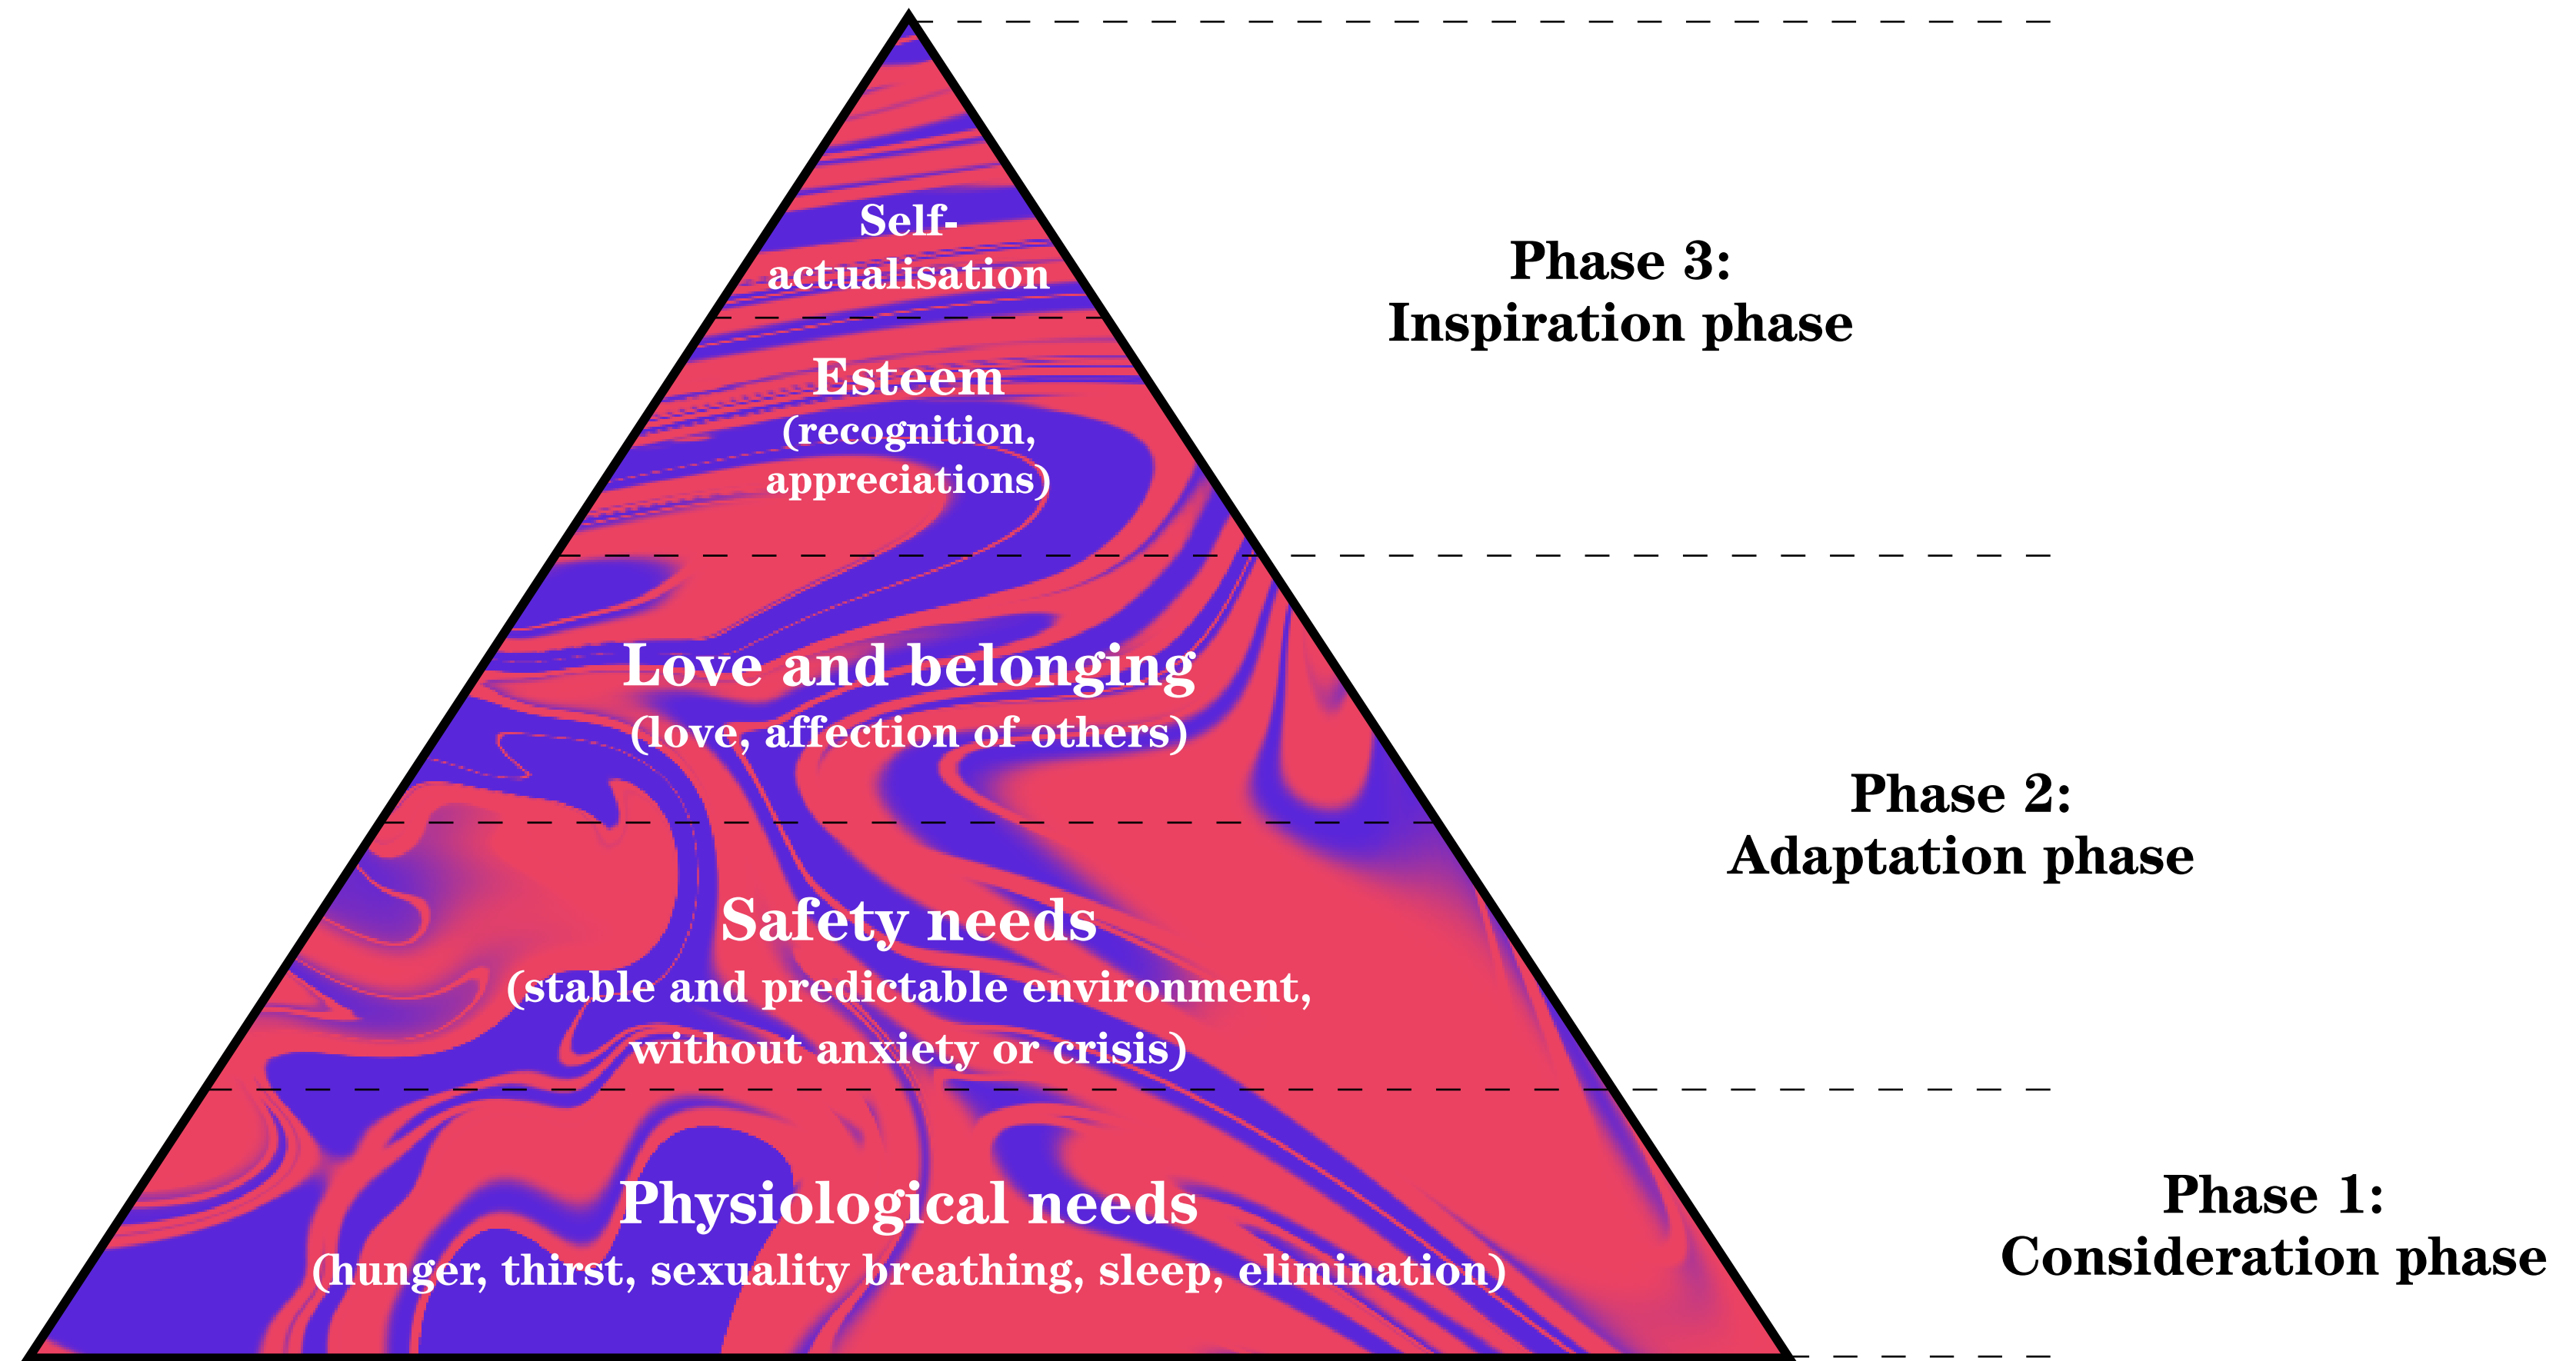 Self-
actualisation
Phase 3:
Inspiration phase
Esteem
(recognition,
appreciations)
Love and belonging
(love, affection of others)
Phase 2:
Adaptation phase
Safety needs
(stable and predictable environment,
without anxiety or crisis)
Physiological needs
(hunger, thirst, sexuality breathing, sleep, elimination)
Phase 1:
Consideration phase